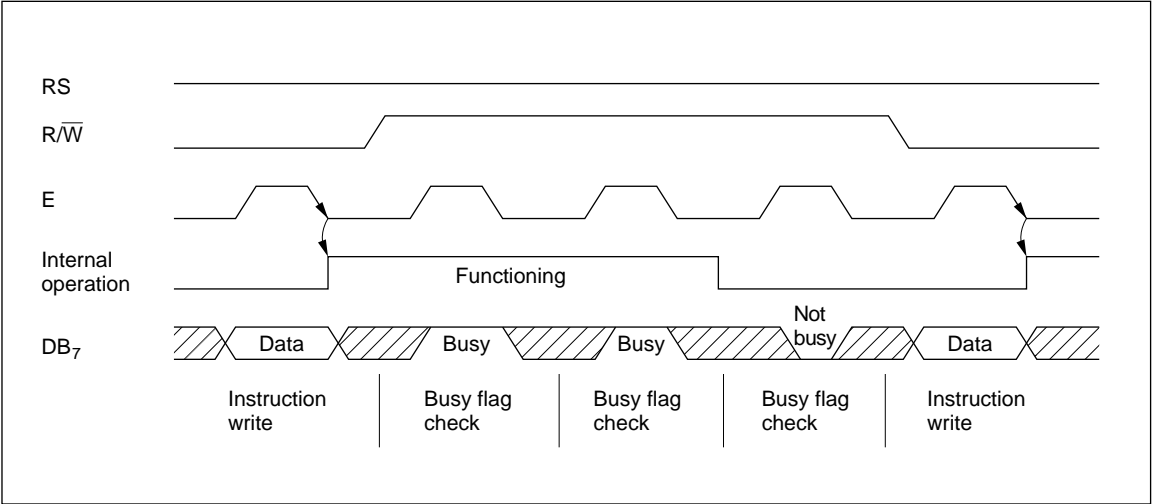 RS
R/W̅
E
Internal
operation
Functioning
DB₇
Data
Busy
Busy
Not
busy
Data
Instruction
write
Busy flag
check
Busy flag
check
Busy flag
check
Instruction
write